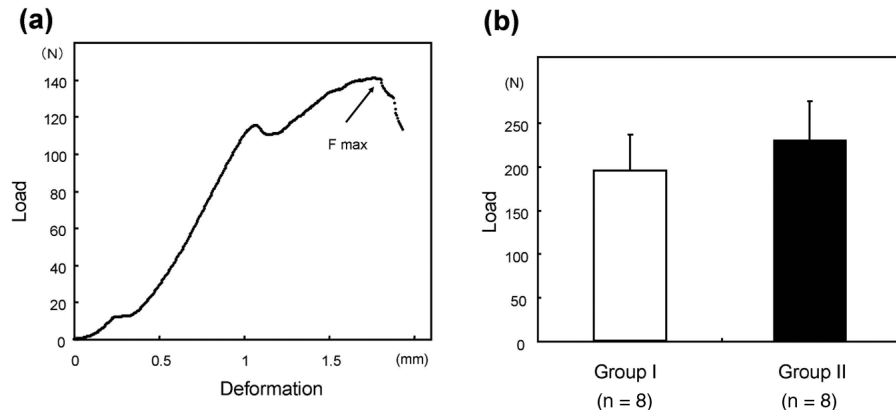 (a)
(N)
140
120
100
80
60
40
20
0
Load
F max
0
0.5
1
1.5
(mm)
Deformation
(b)
(N)
250
200
150
100
50
0
Load
Group I
(n = 8)
Group II
(n = 8)